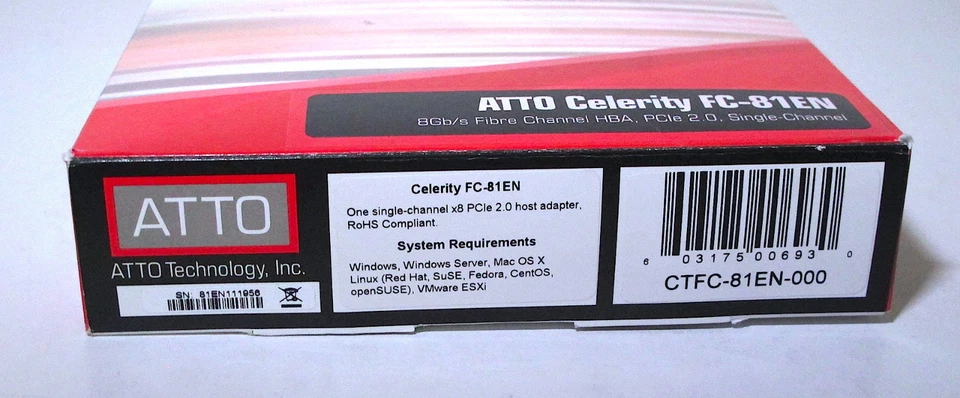 ATTO Celerity FC-81EN
8Gb/s Fibre Channel HBA, PCIe 2.0, Single-Channel
ATTO
ATTO Technology, Inc.
SN: 81EN111956
Celerity FC-81EN
One single-channel x8 PCIe 2.0 host adapter,
RoHS Compliant.
System Requirements
Windows, Windows Server, Mac OS X
Linux (Red Hat, SuSE, Fedora, CentOS,
openSUSE), VMware ESXi
6 03175 00693 0
CTFC-81EN-000